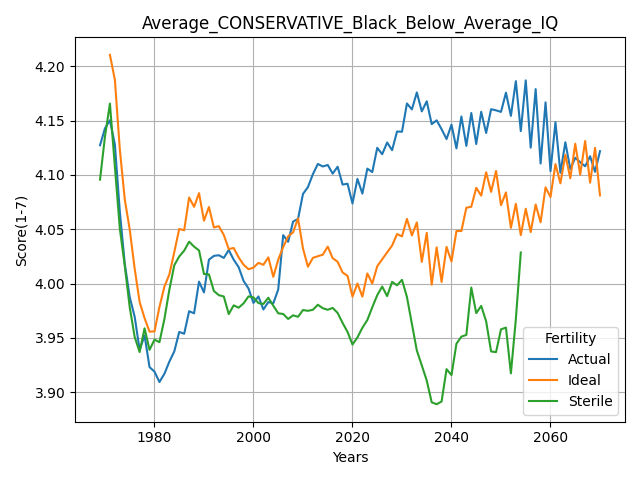 Average_CONSERVATIVE_Black_Below_Average_IQ
Score(1-7)
4.20
4.15
4.10
4.05
4.00
3.95
3.90
1980
2000
2020
2040
2060
Years
Fertility
Actual
Ideal
Sterile